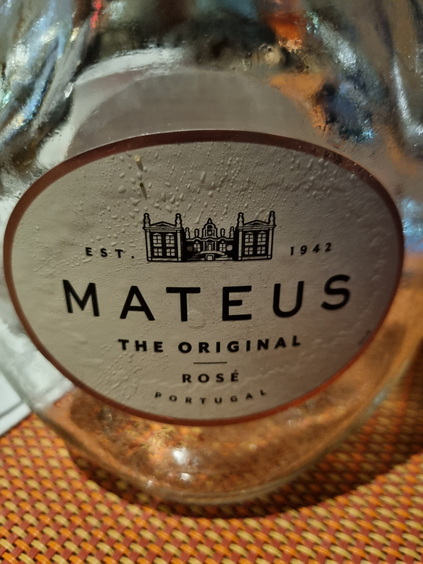 EST. 1942
MATEUS
THE ORIGINAL
ROSÉ
PORTUGAL